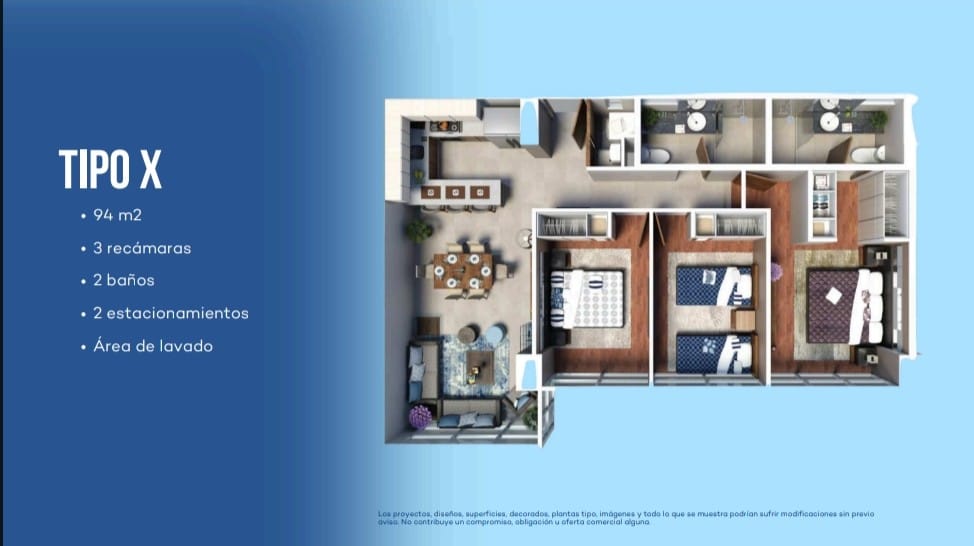 TIPO X
• 94 m2
• 3 recámaras
• 2 baños
• 2 estacionamientos
• Área de lavado
Los proyectos, diseños, superficies, decorados, plantas tipo, imágenes y todo lo que se muestra podrían sufrir modificaciones sin previo
aviso. No contribuye un compromiso, obligación u oferta comercial alguna.